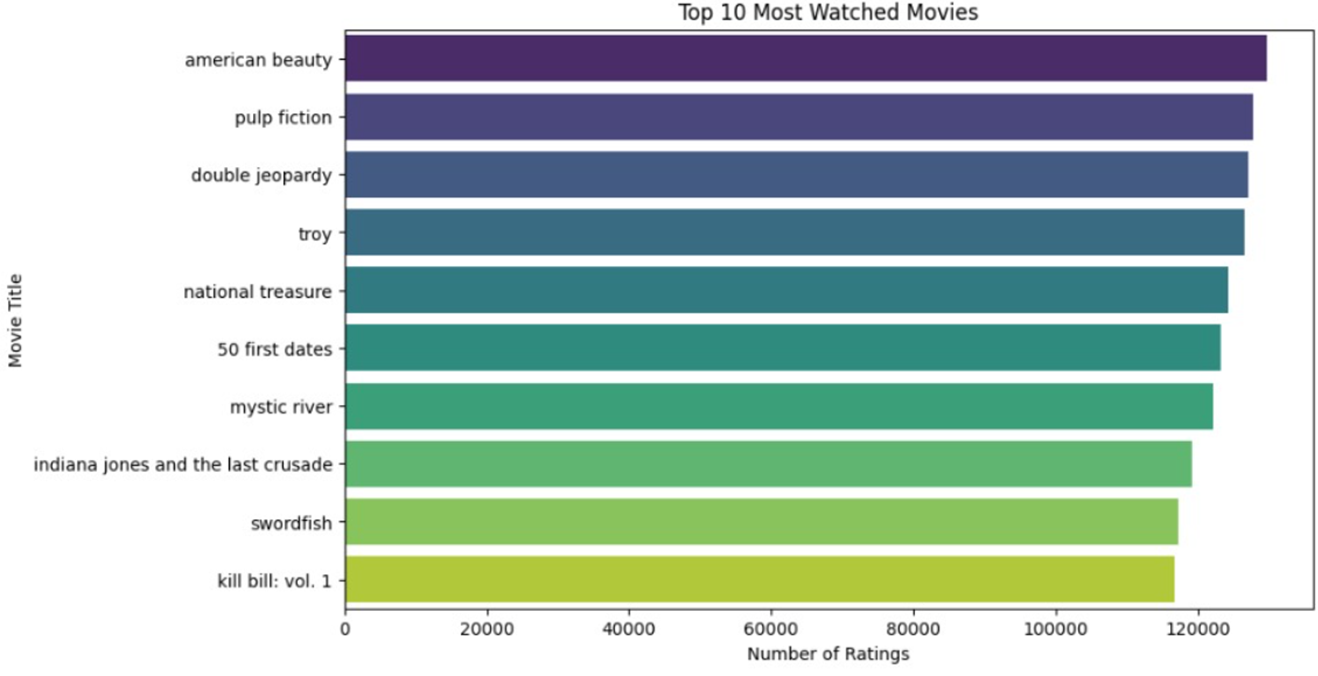 Top 10 Most Watched Movies
Movie Title
american beauty
pulp fiction
double jeopardy
troy
national treasure
50 first dates
mystic river
indiana jones and the last crusade
swordfish
kill bill: vol. 1
0 20000 40000 60000 80000 100000 120000
Number of Ratings